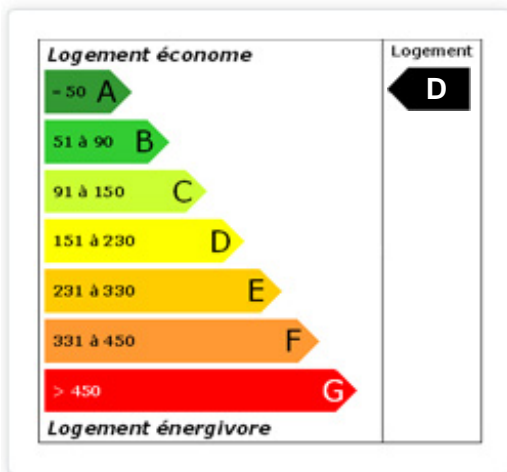 Logement économe
Logement
– 50 A
D
51 à 90 B
91 à 150 C
151 à 230 D
231 à 330 E
331 à 450 F
> 450 G
Logement énergivore